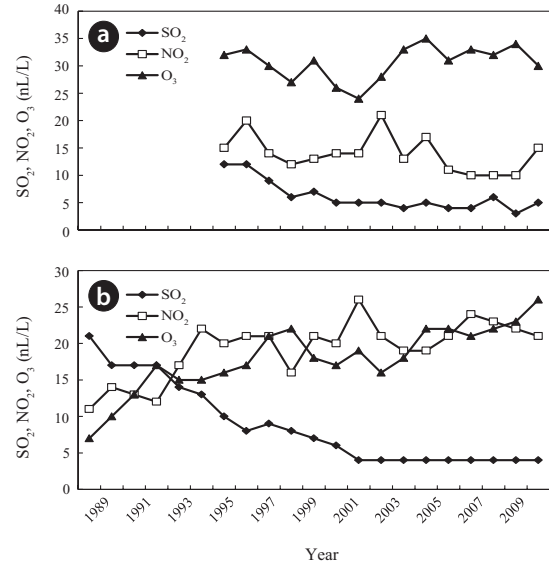 40
35
30
25
20
15
10
5
0
SO₂, NO₂, O₃ (nL/L)
a
SO₂
NO₂
O₃
30
25
20
15
10
5
0
SO₂, NO₂, O₃ (nL/L)
b
SO₂
NO₂
O₃
1989 1991 1993 1995 1997 1999 2001 2003 2005 2007 2009
Year